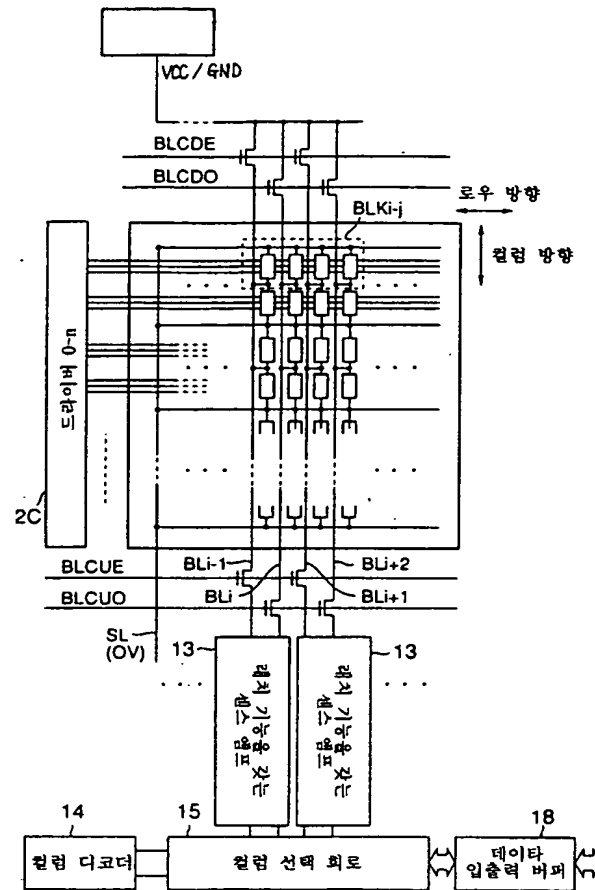 VCC/GND
BLCDE
BLCDO
BLKi-j
로우 방향
컬럼 방향
0-n 드라이버
2C
BLCUE
BLCUO
BLi-1
BLi
BLi+1
BLi+2
SL
(OV)
13
13
래치 기능을 갖는
센스 앰프
래치 기능을 갖는
센스 앰프
14
15
18
컬럼 디코더
컬럼 선택 회로
데이타
입출력 버퍼